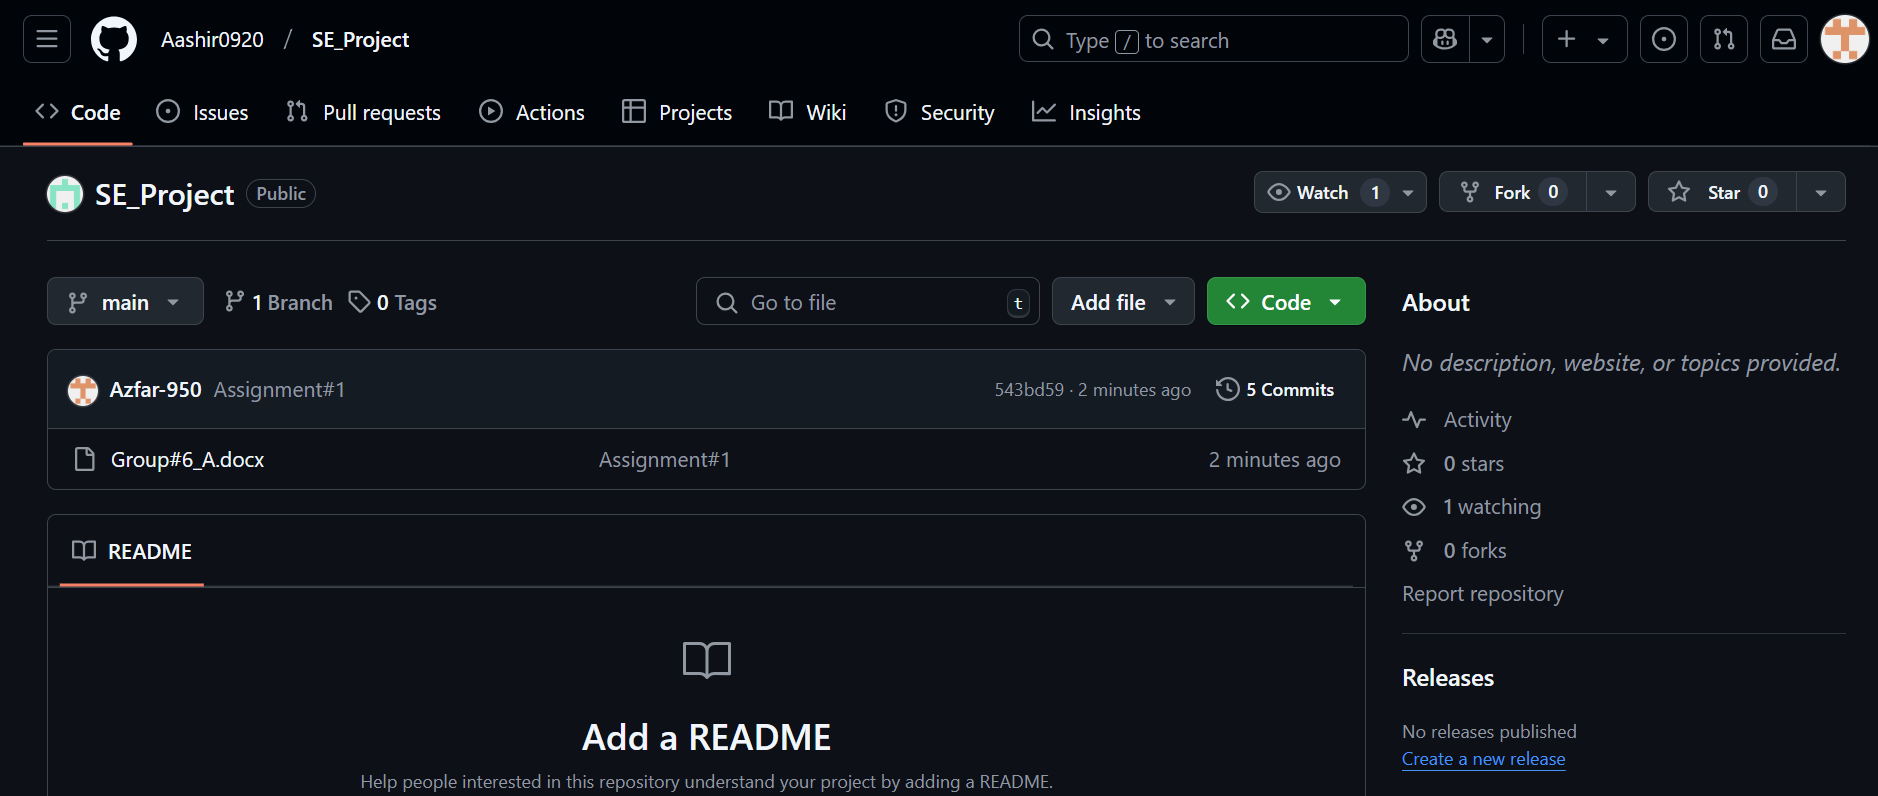 Aashir0920 / SE_Project
Type / to search
Code Issues Pull requests Actions Projects Wiki Security Insights
SE_Project Public
Watch 1 Fork 0 Star 0
main 1 Branch 0 Tags
Go to file t
Add file
Code
Azfar-950 Assignment#1 543bd59 · 2 minutes ago 5 Commits
Group#6_A.docx Assignment#1 2 minutes ago
README
Add a README
Help people interested in this repository understand your project by adding a README.
About
No description, website, or topics provided.
Activity
0 stars
1 watching
0 forks
Report repository
Releases
No releases published
Create a new release